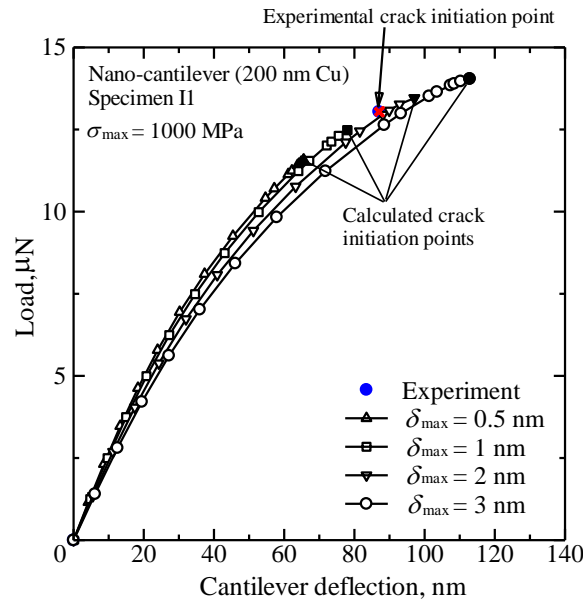 Experimental crack initiation point
15
Nano-cantilever (200 nm Cu)
Specimen I1
σmax = 1000 MPa
10
Calculated crack
initiation points
Load,μN
5
Experiment
δmax = 0.5 nm
δmax = 1 nm
δmax = 2 nm
δmax = 3 nm
0
0 20 40 60 80 100 120 140
Cantilever deflection, nm